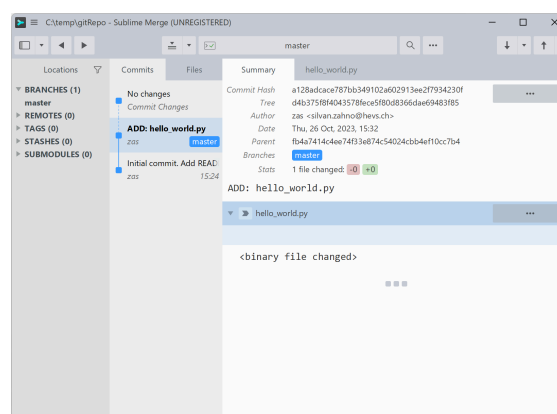 C:\temp\gitRepo - Sublime Merge (UNREGISTERED)
master
Locations
Commits
Files
Summary
hello_world.py
BRANCHES (1)
master
REMOTES (0)
TAGS (0)
STASHES (0)
SUBMODULES (0)
No changes
Commit Changes
ADD: hello_world.py
zas
master
Initial commit. Add READ
zas
15:24
Commit Hash a128adcace787bb349102a602913ee2f7934230f
Tree d4b375f8f4043578fece5f80d8366dae69483f85
Author zas <silvan.zahno@hevs.ch>
Date Thu, 26 Oct, 2023, 15:32
Parent fb4a7414c4ee74f33e874c54024cbb4ef10cc7b4
Branches master
Stats 1 file changed: -0 +0
ADD: hello_world.py
hello_world.py
<binary file changed>